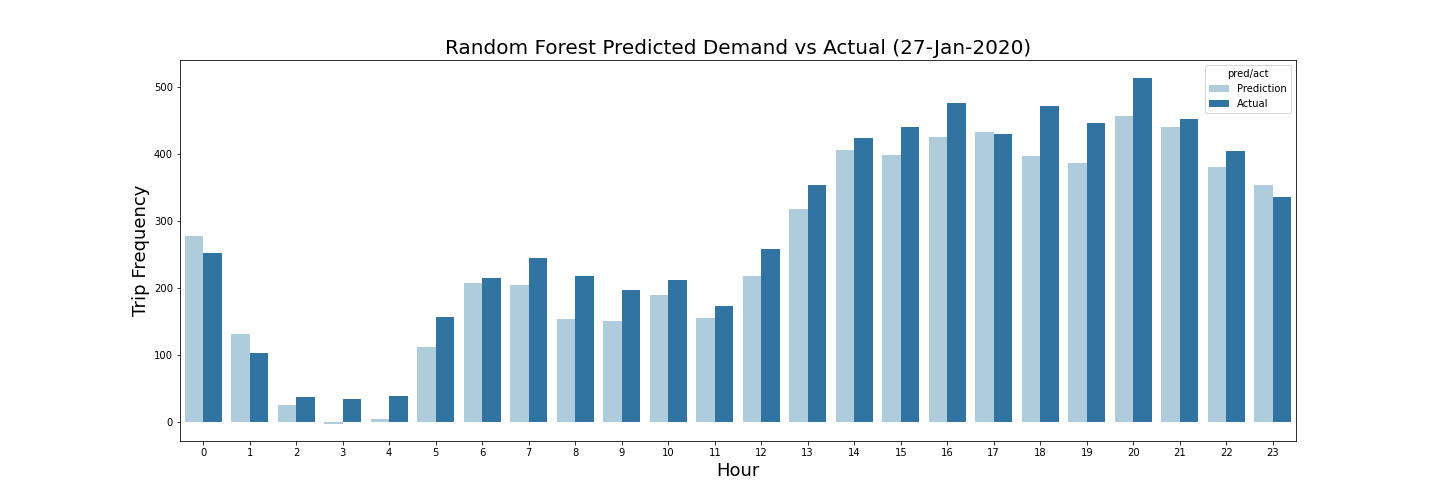 Random Forest Predicted Demand vs Actual (27-Jan-2020)
pred/act
Prediction
Actual
Trip Frequency
500
400
300
200
100
0
0 1 2 3 4 5 6 7 8 9 10 11 12 13 14 15 16 17 18 19 20 21 22 23
Hour